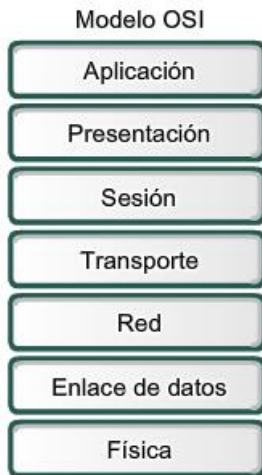 Modelo OSI
Aplicación
Presentación
Sesión
Transporte
Red
Enlace de datos
Física